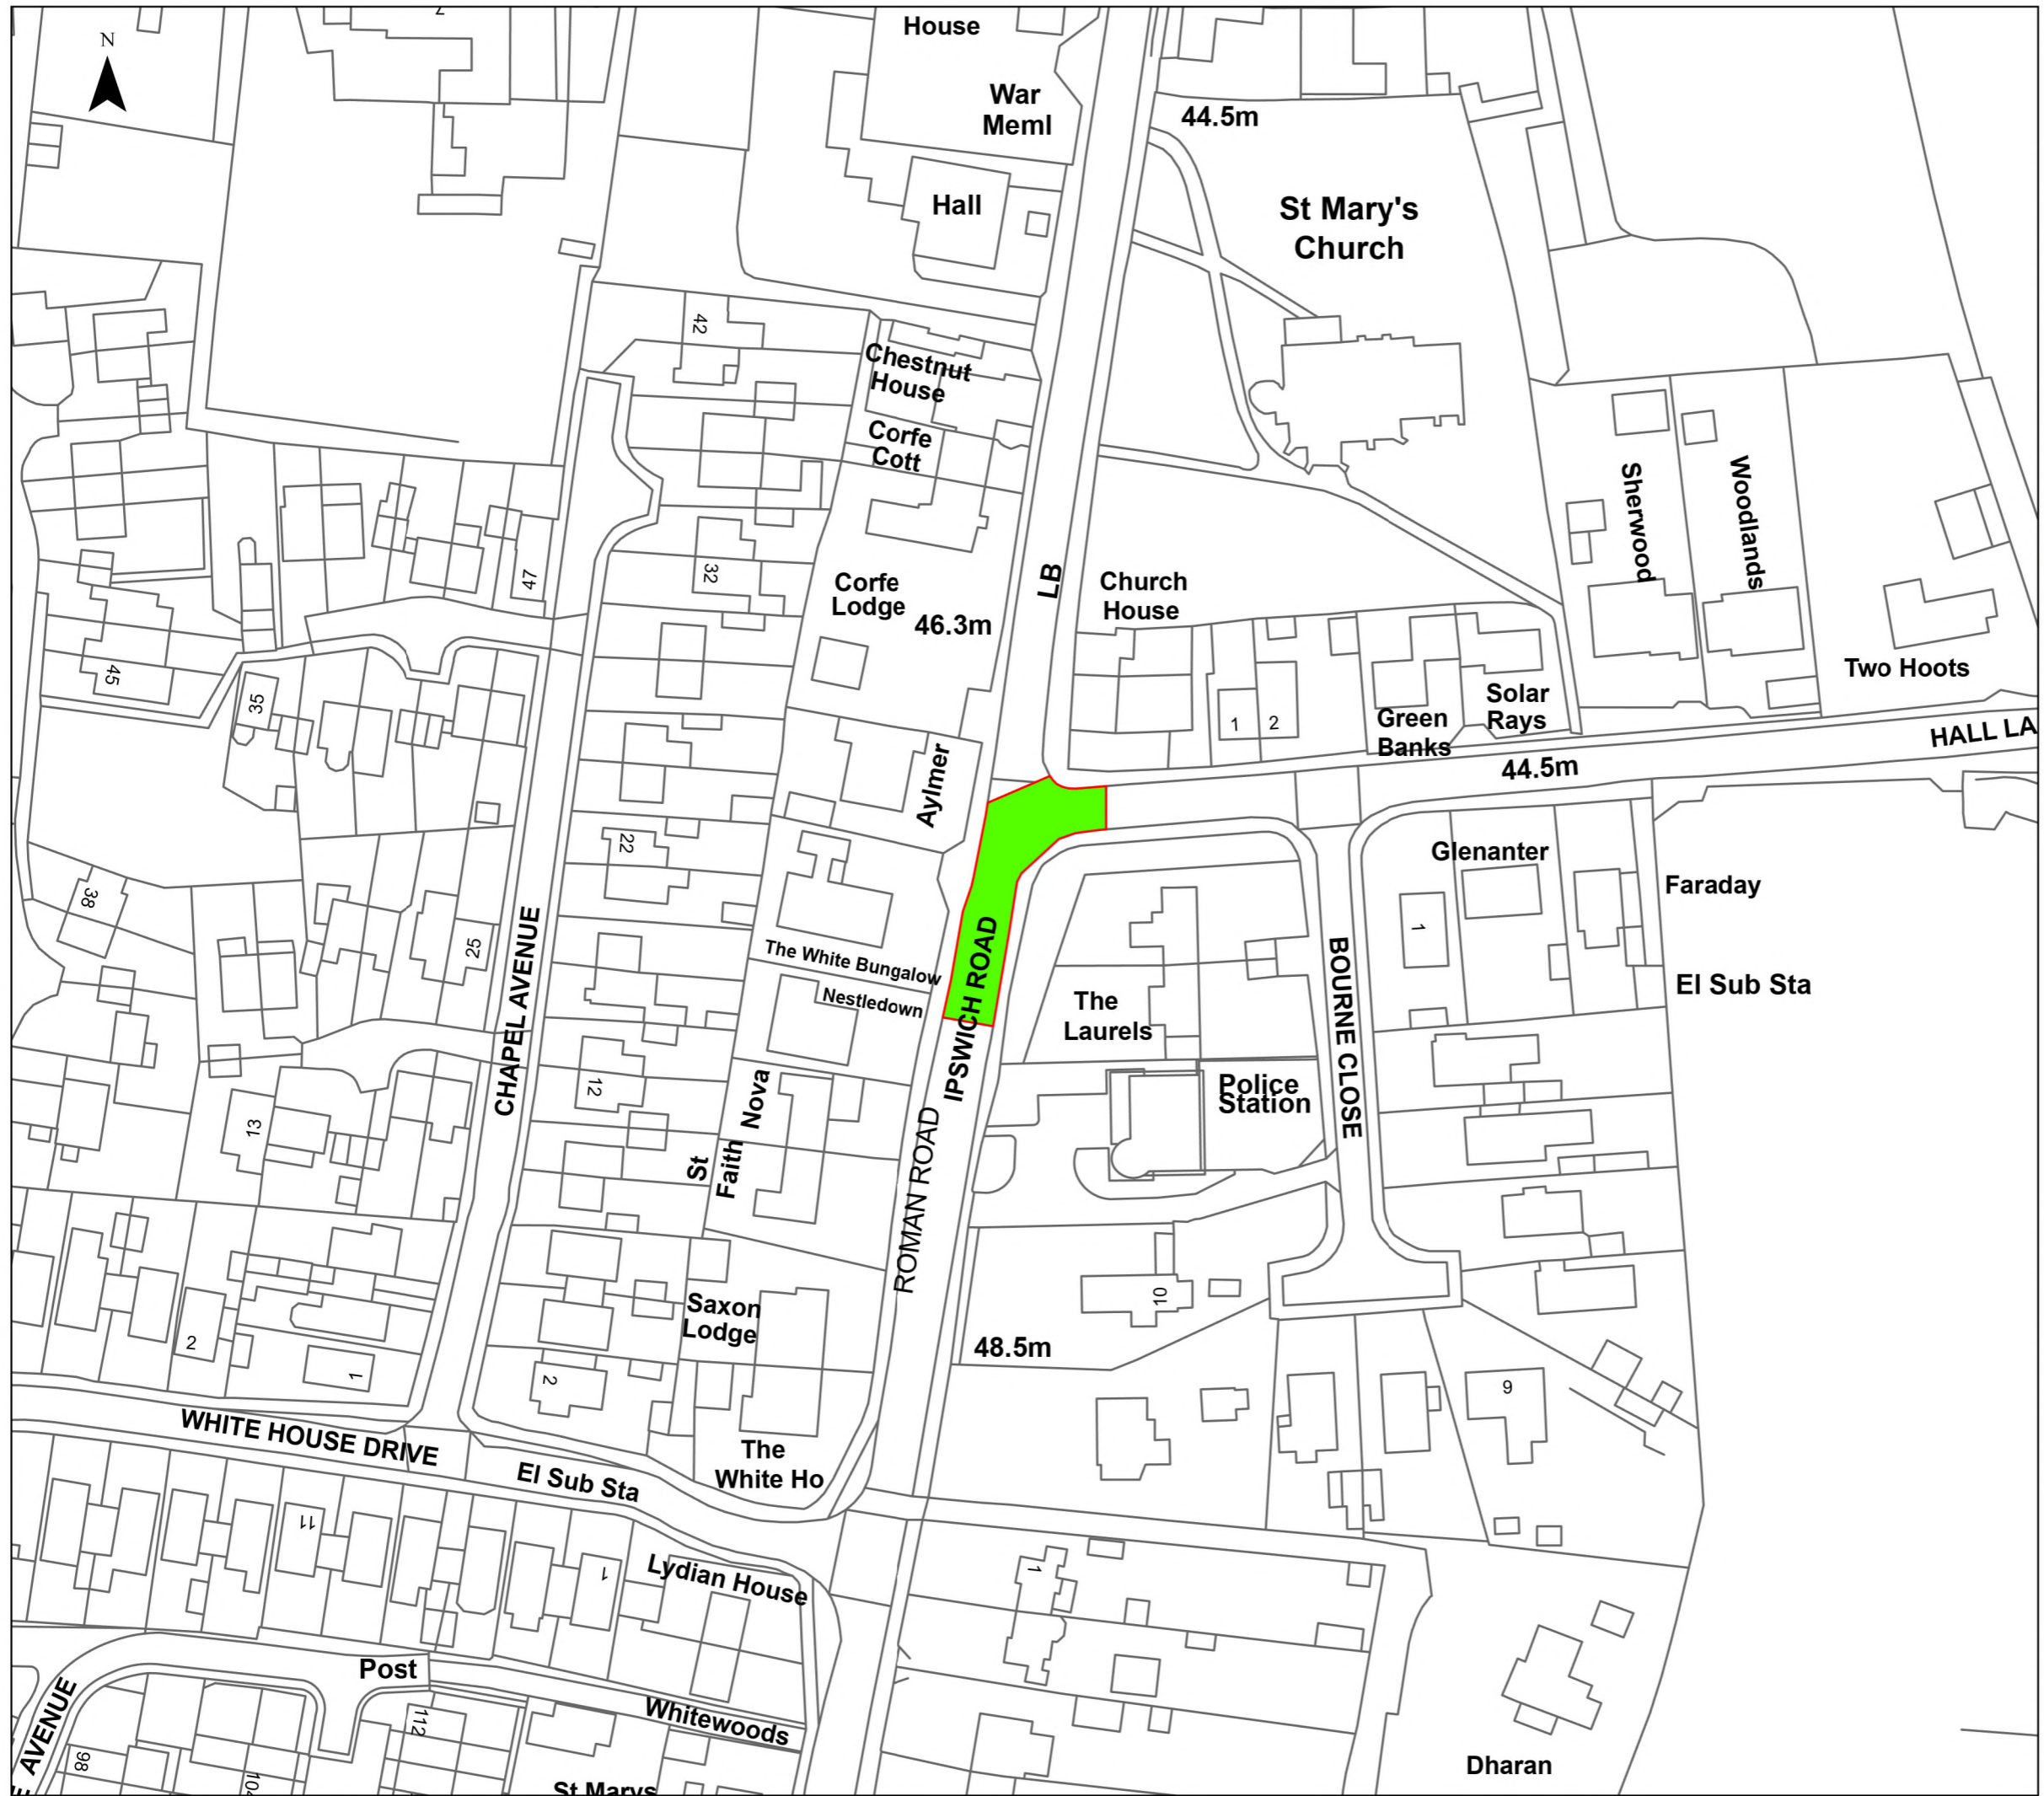 N
7
House
War
Meml
44.5m
Hall
St Mary's
Church
42
Chestnut
House
Corfe
Cott
Sherwood
Woodlands
47
32
LB
Church
House
Corfe
Lodge
46.3m
45
35
Two Hoots
1
2
Green
Banks
Solar
Rays
HALL LA
44.5m
Aylmer
22
Glenanter
Faraday
38
25
1
The White Bungalow
Nestledown
CHAPEL AVENUE
IPSWICH ROAD
BOURNE CLOSE
El Sub Sta
The
Laurels
12
Nova
Police
Station
13
St
Faith
ROMAN ROAD
10
Saxon
Lodge
48.5m
2
1
2
9
WHITE HOUSE DRIVE
The
White Ho
El Sub Sta
11
1
Lydian House
1
Post
Whitewoods
E AVENUE
112
98
104
St Marys
Dharan